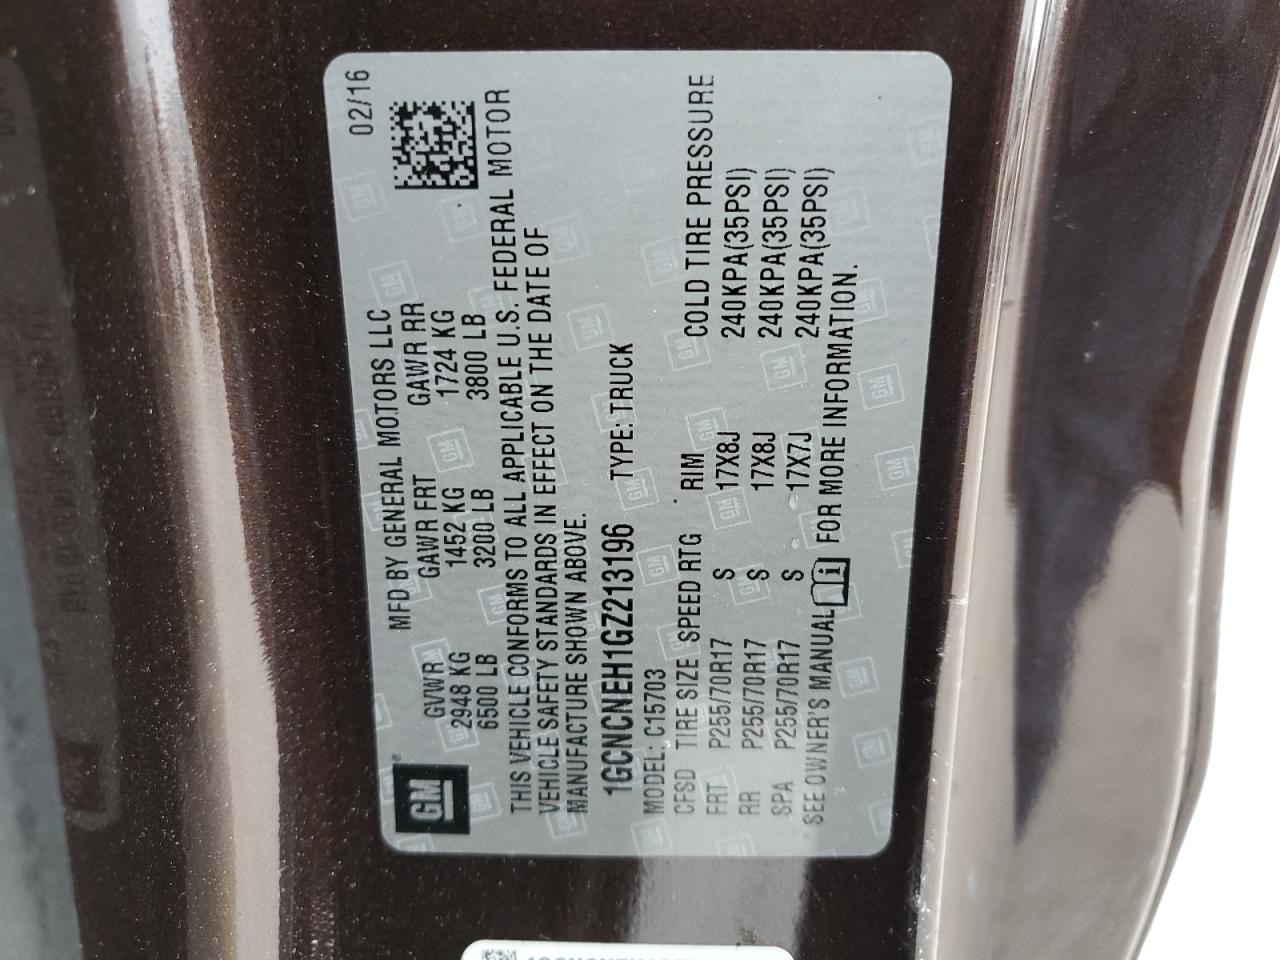 MFD BY GENERAL MOTORS LLC 02/16
GVWR GAWR FRT GAWR RR
2948 KG 1452 KG 1724 KG
6500 LB 3200 LB 3800 LB
GM®
THIS VEHICLE CONFORMS TO ALL APPLICABLE U.S. FEDERAL MOTOR
VEHICLE SAFETY STANDARDS IN EFFECT ON THE DATE OF
MANUFACTURE SHOWN ABOVE.
1GCNCNEH1GZ213196 TYPE: TRUCK
MODEL: C15703
CFSD TIRE SIZE SPEED RTG RIM COLD TIRE PRESSURE
FRT P255/70R17 S 17X8J 240KPA(35PSI)
RR P255/70R17 S 17X8J 240KPA(35PSI)
SPA P255/70R17 S 17X7J 240KPA(35PSI)
SEE OWNER'S MANUAL i FOR MORE INFORMATION.